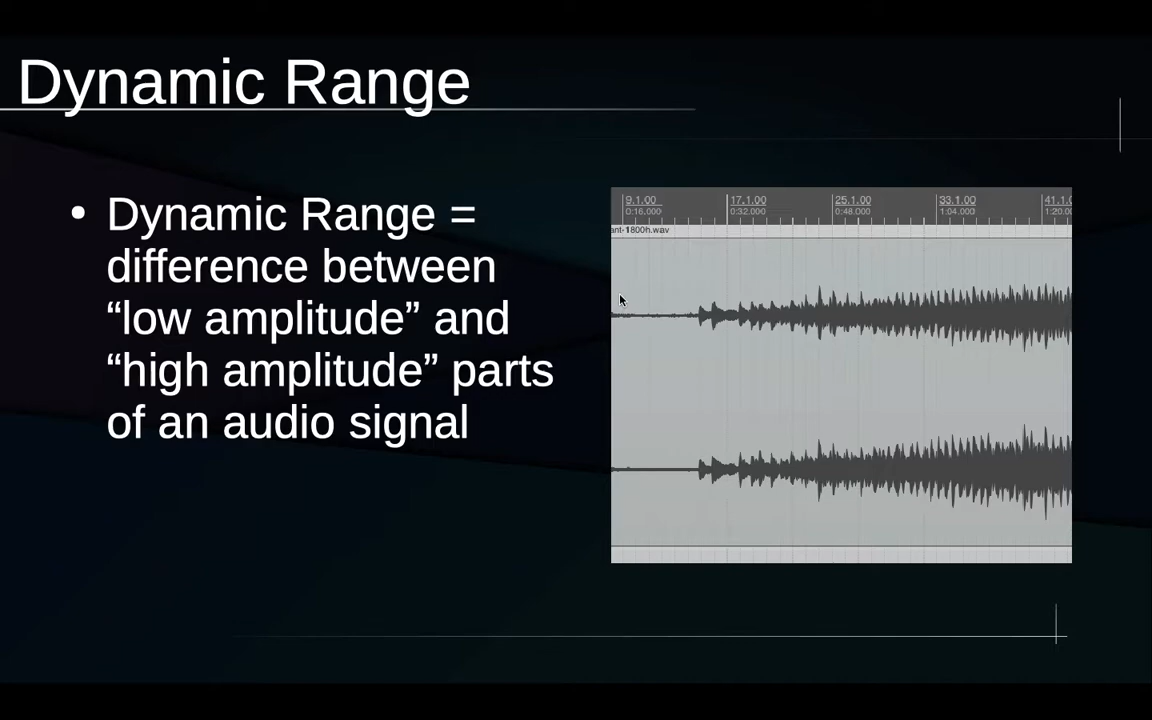 Dynamic Range
• Dynamic Range =
difference between
“low amplitude” and
“high amplitude” parts
of an audio signal
9.1.00 17.1.00 25.1.00 33.1.00 41.1.0
0:16.000 0:32.000 0:48.000 1:04.000 1:20.0
ant-1800h.wav